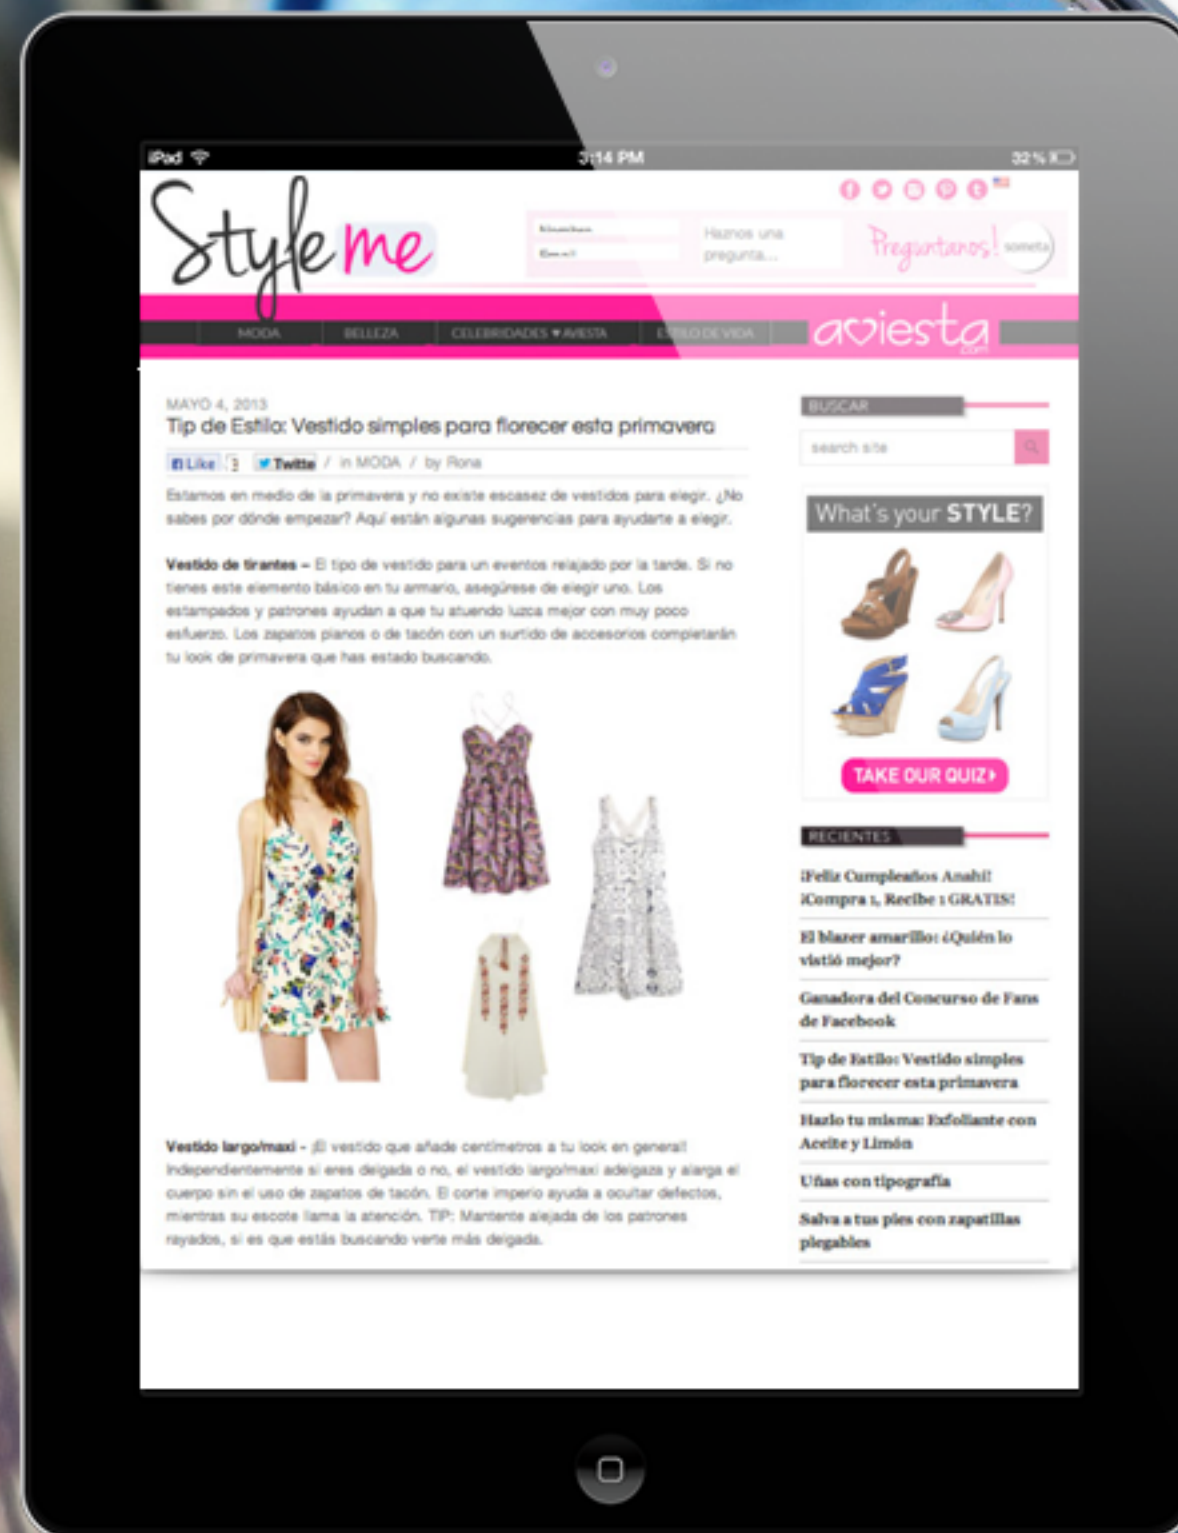 iPad
3:14 PM
32%
Style me
Nombre
Email
Haznos una
pregunta...
Preguntanos!
someta
MODA
BELLEZA
CELEBRIDADES ♥ AVIESTA
ESTILO DE VIDA
aviesta
.com
MAYO 4, 2013
Tip de Estilo: Vestido simples para florecer esta primavera
Like 3 Twitte / in MODA / by Rona
Estamos en medio de la primavera y no existe escasez de vestidos para elegir. ¿No
sabes por dónde empezar? Aquí están algunas sugerencias para ayudarte a elegir.
Vestido de tirantes – El tipo de vestido para un eventos relajado por la tarde. Si no
tienes este elemento básico en tu armario, asegúrese de elegir uno. Los
estampados y patrones ayudan a que tu atuendo luzca mejor con muy poco
esfuerzo. Los zapatos planos o de tacón con un surtido de accesorios completarán
tu look de primavera que has estado buscando.
Vestido largo/maxi - ¡El vestido que añade centímetros a tu look en general!
Independientemente si eres delgada o no, el vestido largo/maxi adelgaza y alarga el
cuerpo sin el uso de zapatos de tacón. El corte imperio ayuda a ocultar defectos,
mientras su escote llama la atención. TIP: Mantente alejada de los patrones
rayados, si es que estás buscando verte más delgada.
BUSCAR
search site
What's your STYLE?
TAKE OUR QUIZ
RECIENTES
¡Feliz Cumpleaños Anahi!
¡Compra 1, Recibe 1 GRATIS!
El blazer amarillo: ¿Quién lo
vistió mejor?
Ganadora del Concurso de Fans
de Facebook
Tip de Estilo: Vestido simples
para florecer esta primavera
Hazlo tu misma: Exfoliante con
Aceite y Limón
Uñas con tipografía
Salva a tus pies con zapatillas
plegables